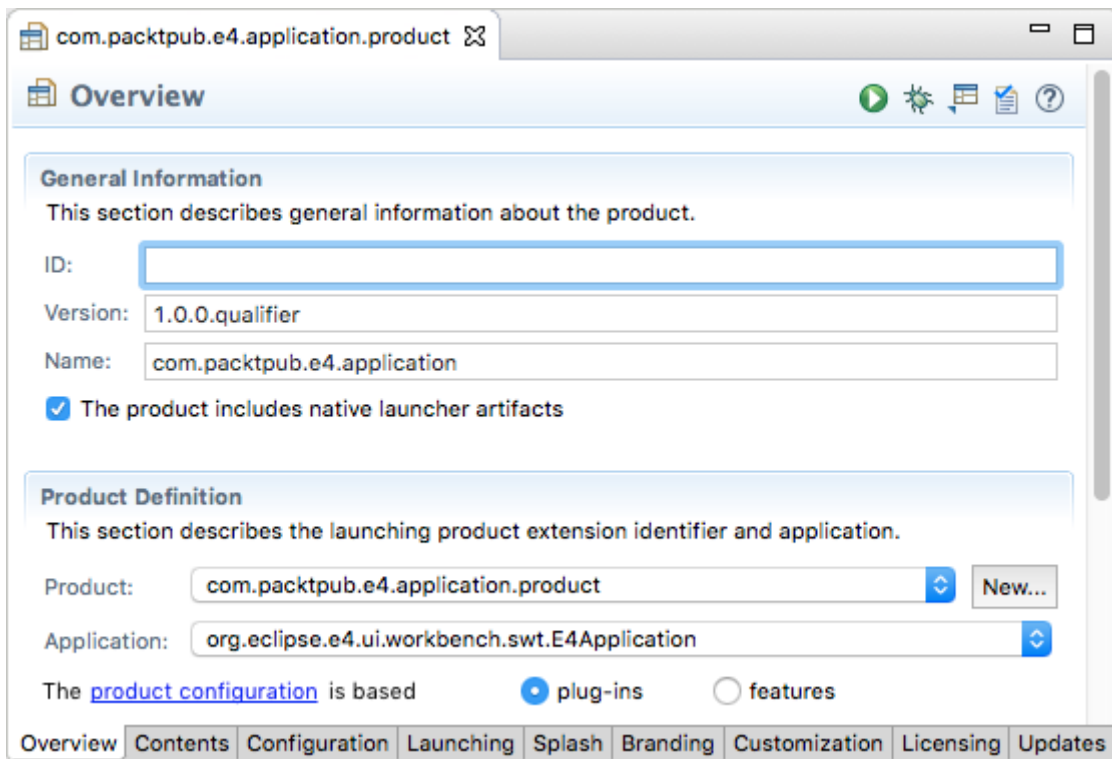 com.packtpub.e4.application.product
Overview
General Information
This section describes general information about the product.
ID:
Version: 1.0.0.qualifier
Name: com.packtpub.e4.application
The product includes native launcher artifacts
Product Definition
This section describes the launching product extension identifier and application.
Product: com.packtpub.e4.application.product New...
Application: org.eclipse.e4.ui.workbench.swt.E4Application
The product configuration is based plug-ins features
Overview Contents Configuration Launching Splash Branding Customization Licensing Updates